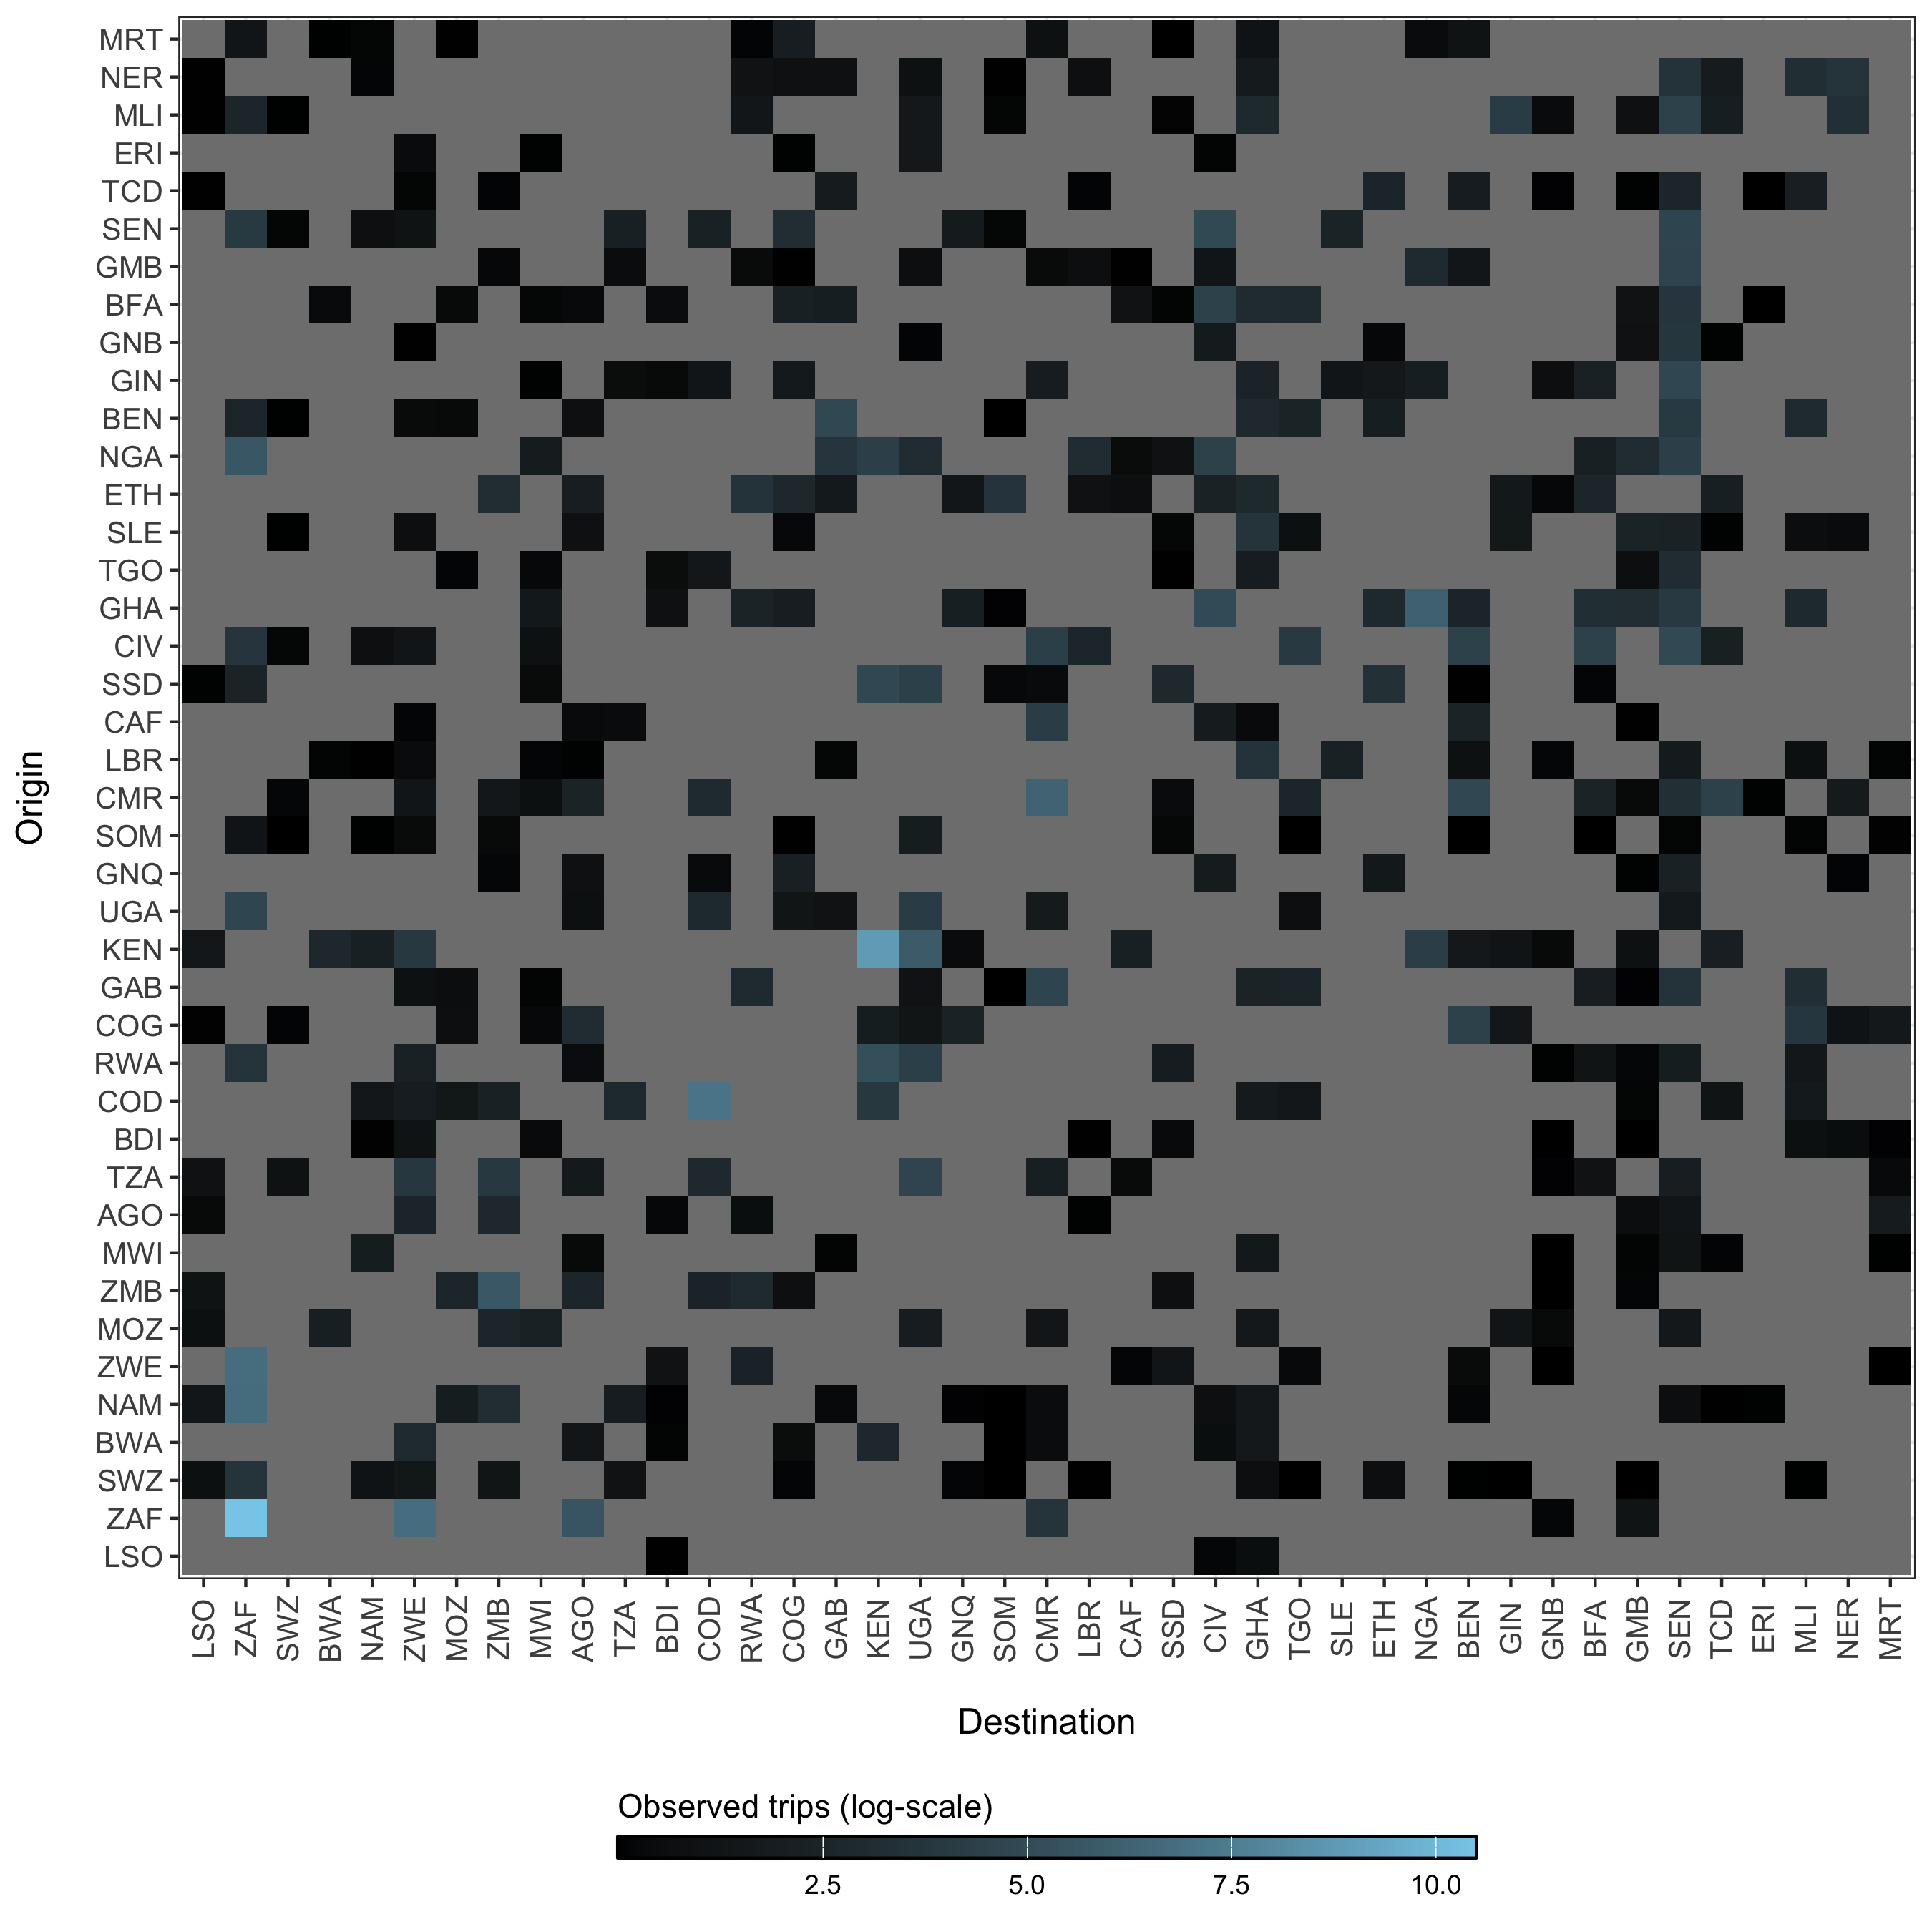 MRT
NER
MLI
ERI
TCD
SEN
GMB
BFA
GNB
GIN
BEN
NGA
ETH
SLE
TGO
GHA
CIV
SSD
CAF
LBR
CMR
SOM
GNQ
UGA
KEN
GAB
COG
RWA
COD
BDI
TZA
AGO
MWI
ZMB
MOZ
ZWE
NAM
BWA
SWZ
ZAF
LSO
Origin
LSO ZAF SWZ BWA NAM ZWE MOZ ZMB MWI AGO TZA BDI COD RWA COG GAB KEN UGA GNQ SOM CMR LBR CAF SSD CIV GHA TGO SLE ETH NGA BEN GIN GNB BFA GMB SEN TCD ERI MLI NER MRT
Destination
Observed trips (log-scale)
2.5 5.0 7.5 10.0